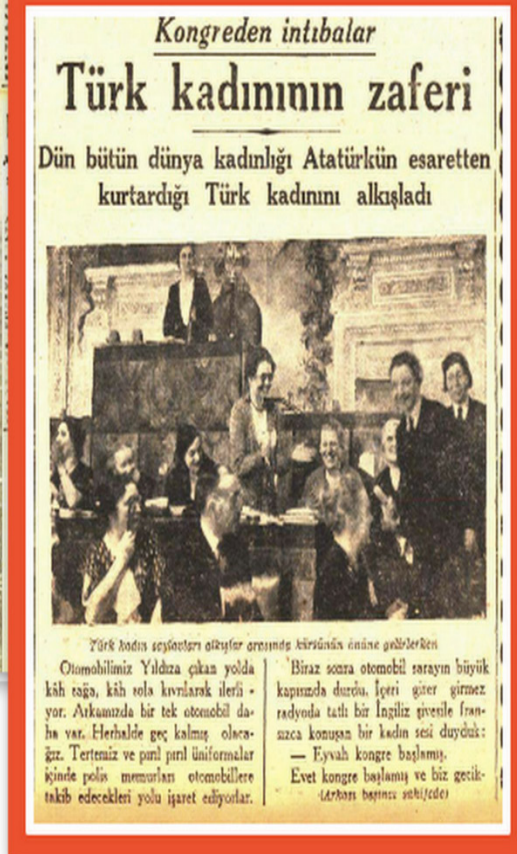 Kongreden intıbalar
Türk kadınının zaferi
Dün bütün dünya kadınlığı Atatürkün esaretten
kurtardığı Türk kadınını alkışladı
Türk kadın saylavları alkışlar arasında kürsünün önüne gelirlerken
Otomobilimiz Yıldıza çıkan yolda
kâh sağa, kâh sola kıvrılarak ilerli -
yor. Arkamızda bir tek otomobil da-
ha var. Herhalde geç kalmış olaca-
ğız. Tertemiz ve pırıl pırıl üniformalar
içinde polis memurları otomobillere
takib edecekleri yolu işaret ediyorlar.
Biraz sonra otomobil sarayın büyük
kapısında durdu. İçeri girer girmez
radyoda tatlı bir İngiliz şivesile fran-
sızca konuşan bir kadın sesi duyduk:
— Eyvah kongre başlamış.
Evet kongre başlamış ve biz gecik-
(Arkası beşinci sahifede)